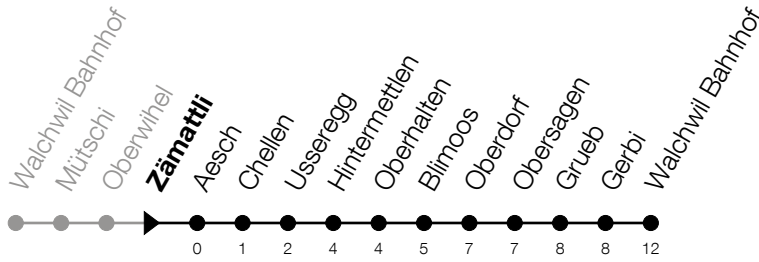 Walchwil Bahnhof
Mütschi
Oberwihel
Zämattli
Aesch
Chellen
Usseregg
Hintermettlen
Oberhalten
Blimoos
Oberdorf
Obersagen
Grueb
Gerbi
Walchwil Bahnhof
0 1 2 4 4 5 7 7 8 8 12